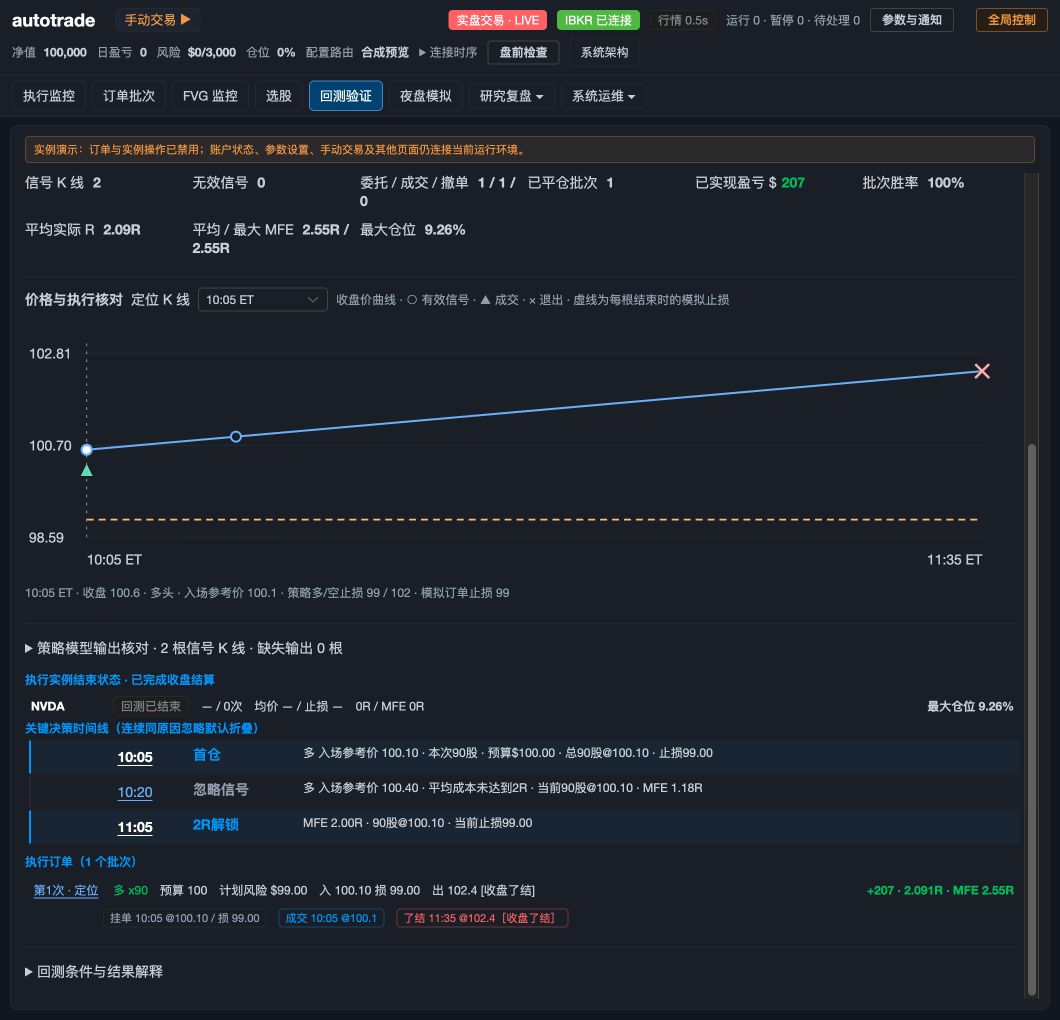 autotrade 手动交易 ▶ 实盘交易 · LIVE IBKR 已连接 行情 0.5s 运行 0 · 暂停 0 · 待处理 0 参数与通知 全局控制
净值 100,000 日盈亏 0 风险 $0/3,000 仓位 0% 配置路由 合成预览 ▶ 连接时序 盘前检查 系统架构
执行监控 订单批次 FVG 监控 选股 回测验证 夜盘模拟 研究复盘 系统运维
实例演示：订单与实例操作已禁用；账户状态、参数设置、手动交易及其他页面仍连接当前运行环境。
信号 K 线 2 无效信号 0 委托 / 成交 / 撤单 1 / 1 / 0 已平仓批次 1 已实现盈亏 $ 207 批次胜率 100%
平均实际 R 2.09R 平均 / 最大 MFE 2.55R / 2.55R 最大仓位 9.26%
价格与执行核对 定位 K 线 10:05 ET 收盘价曲线 · ○ 有效信号 · ▲ 成交 · × 退出 · 虚线为每根结束时的模拟止损
102.81
100.70
98.59
10:05 ET 11:35 ET
10:05 ET · 收盘 100.6 · 多头 · 入场参考价 100.1 · 策略多/空止损 99 / 102 · 模拟订单止损 99
▶ 策略模型输出核对 · 2 根信号 K 线 · 缺失输出 0 根
执行实例结束状态 · 已完成收盘结算
NVDA 回测已结束 — / 0次 均价 — / 止损 — 0R / MFE 0R 最大仓位 9.26%
关键决策时间线（连续同原因忽略默认折叠）
10:05 首仓 多 入场参考价 100.10 · 本次90股 · 预算$100.00 · 总90股@100.10 · 止损99.00
10:20 忽略信号 多 入场参考价 100.40 · 平均成本未达到2R · 当前90股@100.10 · MFE 1.18R
11:05 2R解锁 MFE 2.00R · 90股@100.10 · 当前止损99.00
执行订单（1 个批次）
第1次 · 定位 多 x90 预算 100 计划风险 $99.00 入 100.10 损 99.00 出 102.4 [收盘了结] +207 · 2.091R · MFE 2.55R
挂单 10:05 @100.10 / 损 99.00 成交 10:05 @100.1 了结 11:35 @102.4 [收盘了结]
▶ 回测条件与结果解释